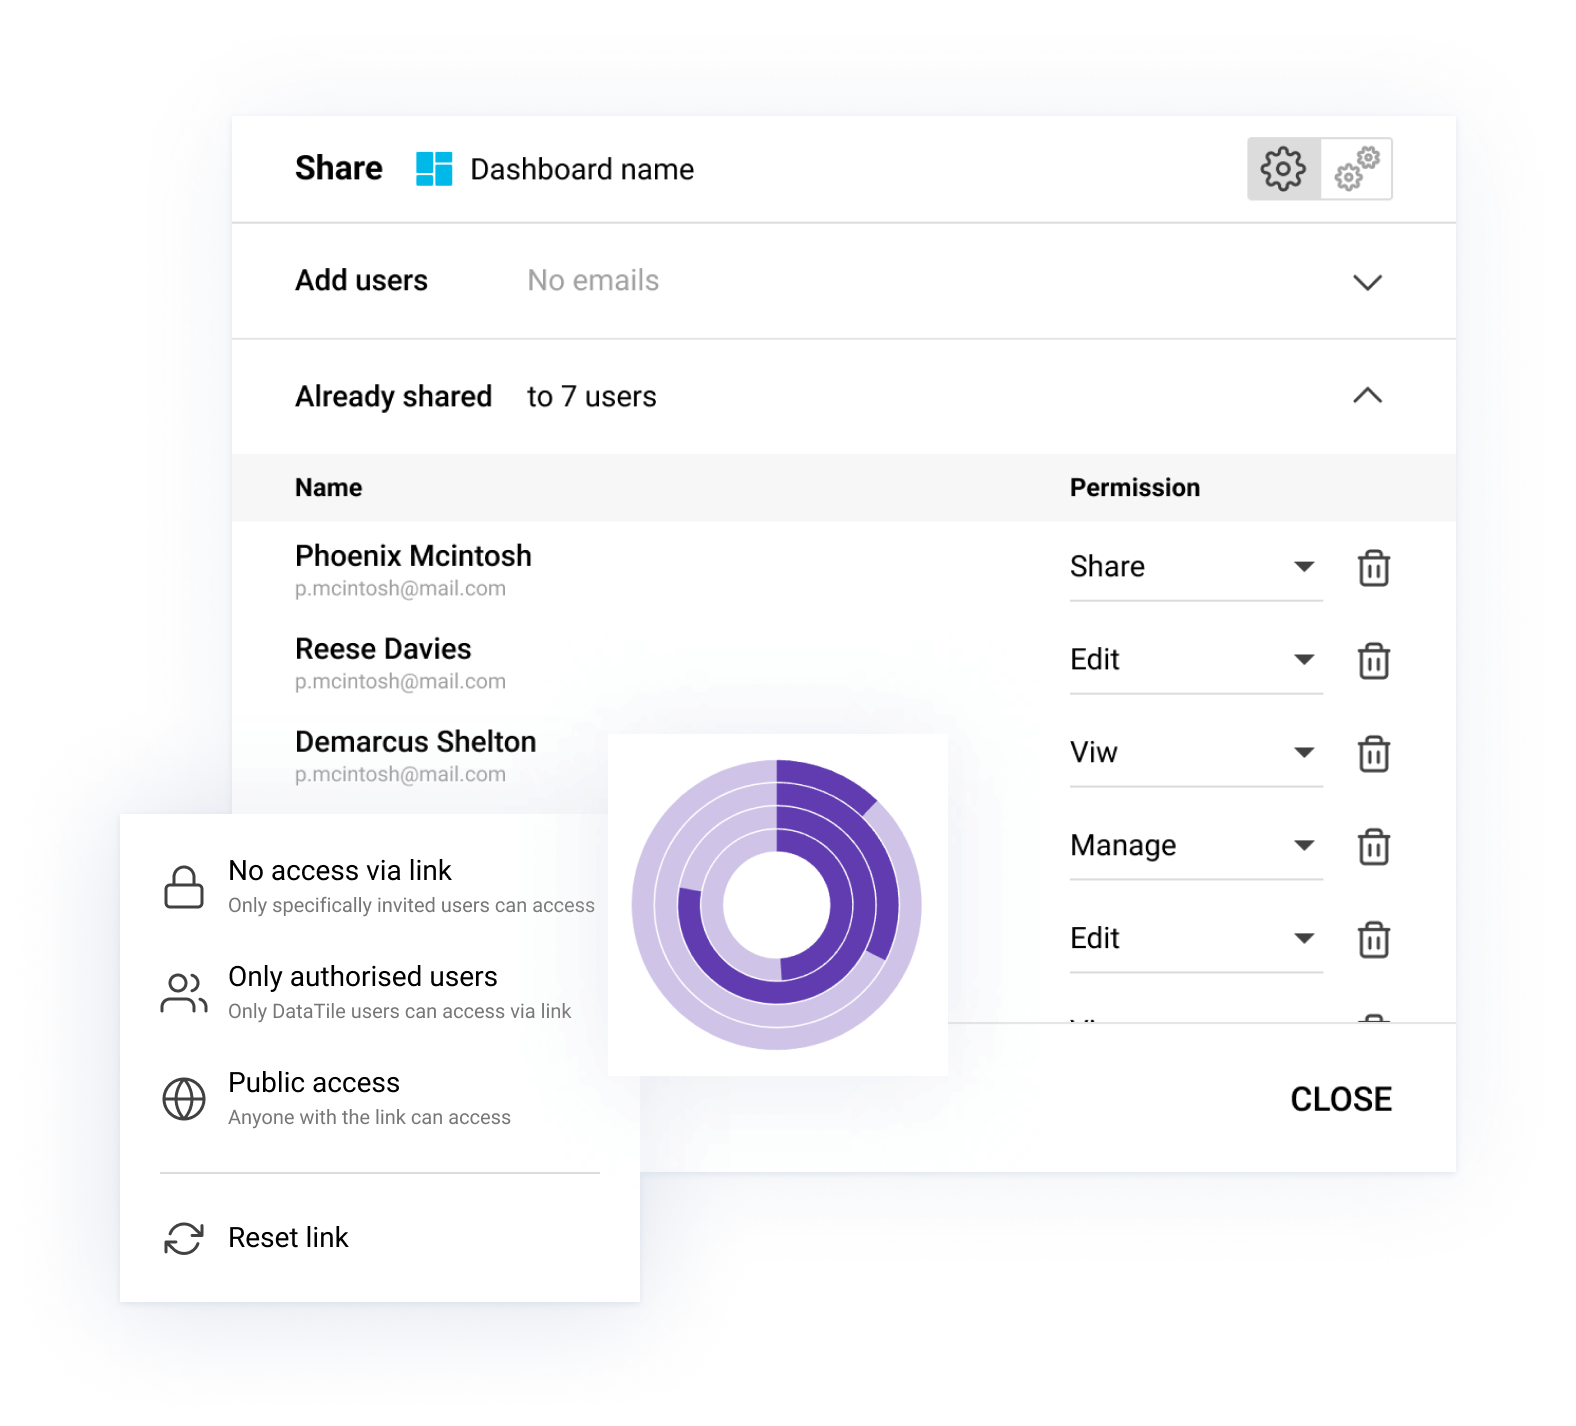 Share Dashboard name
Add users No emails
Already shared to 7 users
Name Permission
Phoenix Mcintosh
p.mcintosh@mail.com
Share
Reese Davies
p.mcintosh@mail.com
Edit
Demarcus Shelton
p.mcintosh@mail.com
Viw
Manage
Edit
No access via link
Only specifically invited users can access
Only authorised users
Only DataTile users can access via link
Public access
Anyone with the link can access
Reset link
CLOSE